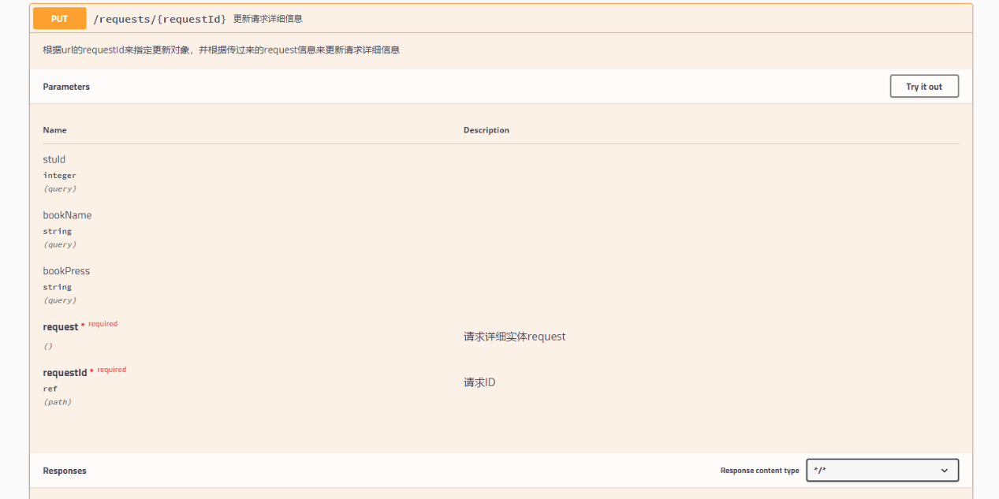 PUT /requests/{requestId} 更新请求详细信息
根据url的requestId来指定更新对象，并根据传过来的request信息来更新请求详细信息
Parameters Try it out
Name Description
stuId
integer
(query)
bookName
string
(query)
bookPress
string
(query)
request * required
请求详细实体request
()
requestId * required
请求ID
ref
(path)
Responses Response content type */*